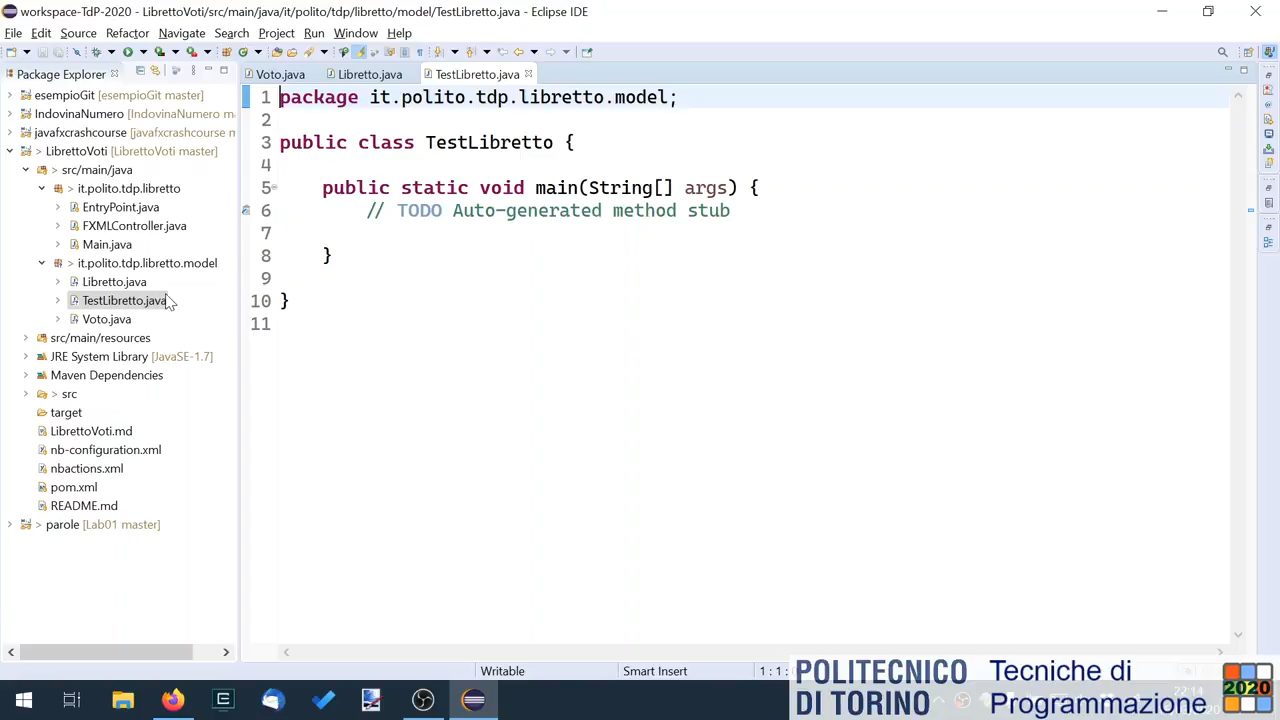 workspace-TdP-2020 - LibrettoVoti/src/main/java/it/polito/tdp/libretto/model/TestLibretto.java - Eclipse IDE
File Edit Source Refactor Navigate Search Project Run Window Help
Package Explorer
Voto.java
Libretto.java
TestLibretto.java
esempioGit [esempioGit master]
IndovinaNumero [IndovinaNumero m
javafxcrashcourse [javafxcrashcourse m
> LibrettoVoti [LibrettoVoti master]
> src/main/java
> it.polito.tdp.libretto
EntryPoint.java
FXMLController.java
Main.java
> it.polito.tdp.libretto.model
Libretto.java
TestLibretto.java
Voto.java
src/main/resources
JRE System Library [JavaSE-1.7]
Maven Dependencies
> src
target
LibrettoVoti.md
nb-configuration.xml
nbactions.xml
pom.xml
README.md
> parole [Lab01 master]
1 package it.polito.tdp.libretto.model;
2
3 public class TestLibretto {
4
5 public static void main(String[] args) {
6 // TODO Auto-generated method stub
7
8 }
9
10 }
11
Writable
Smart Insert
1 : 1 :
POLITECNICO
DI TORINO
Tecniche di
Programmazione
2020